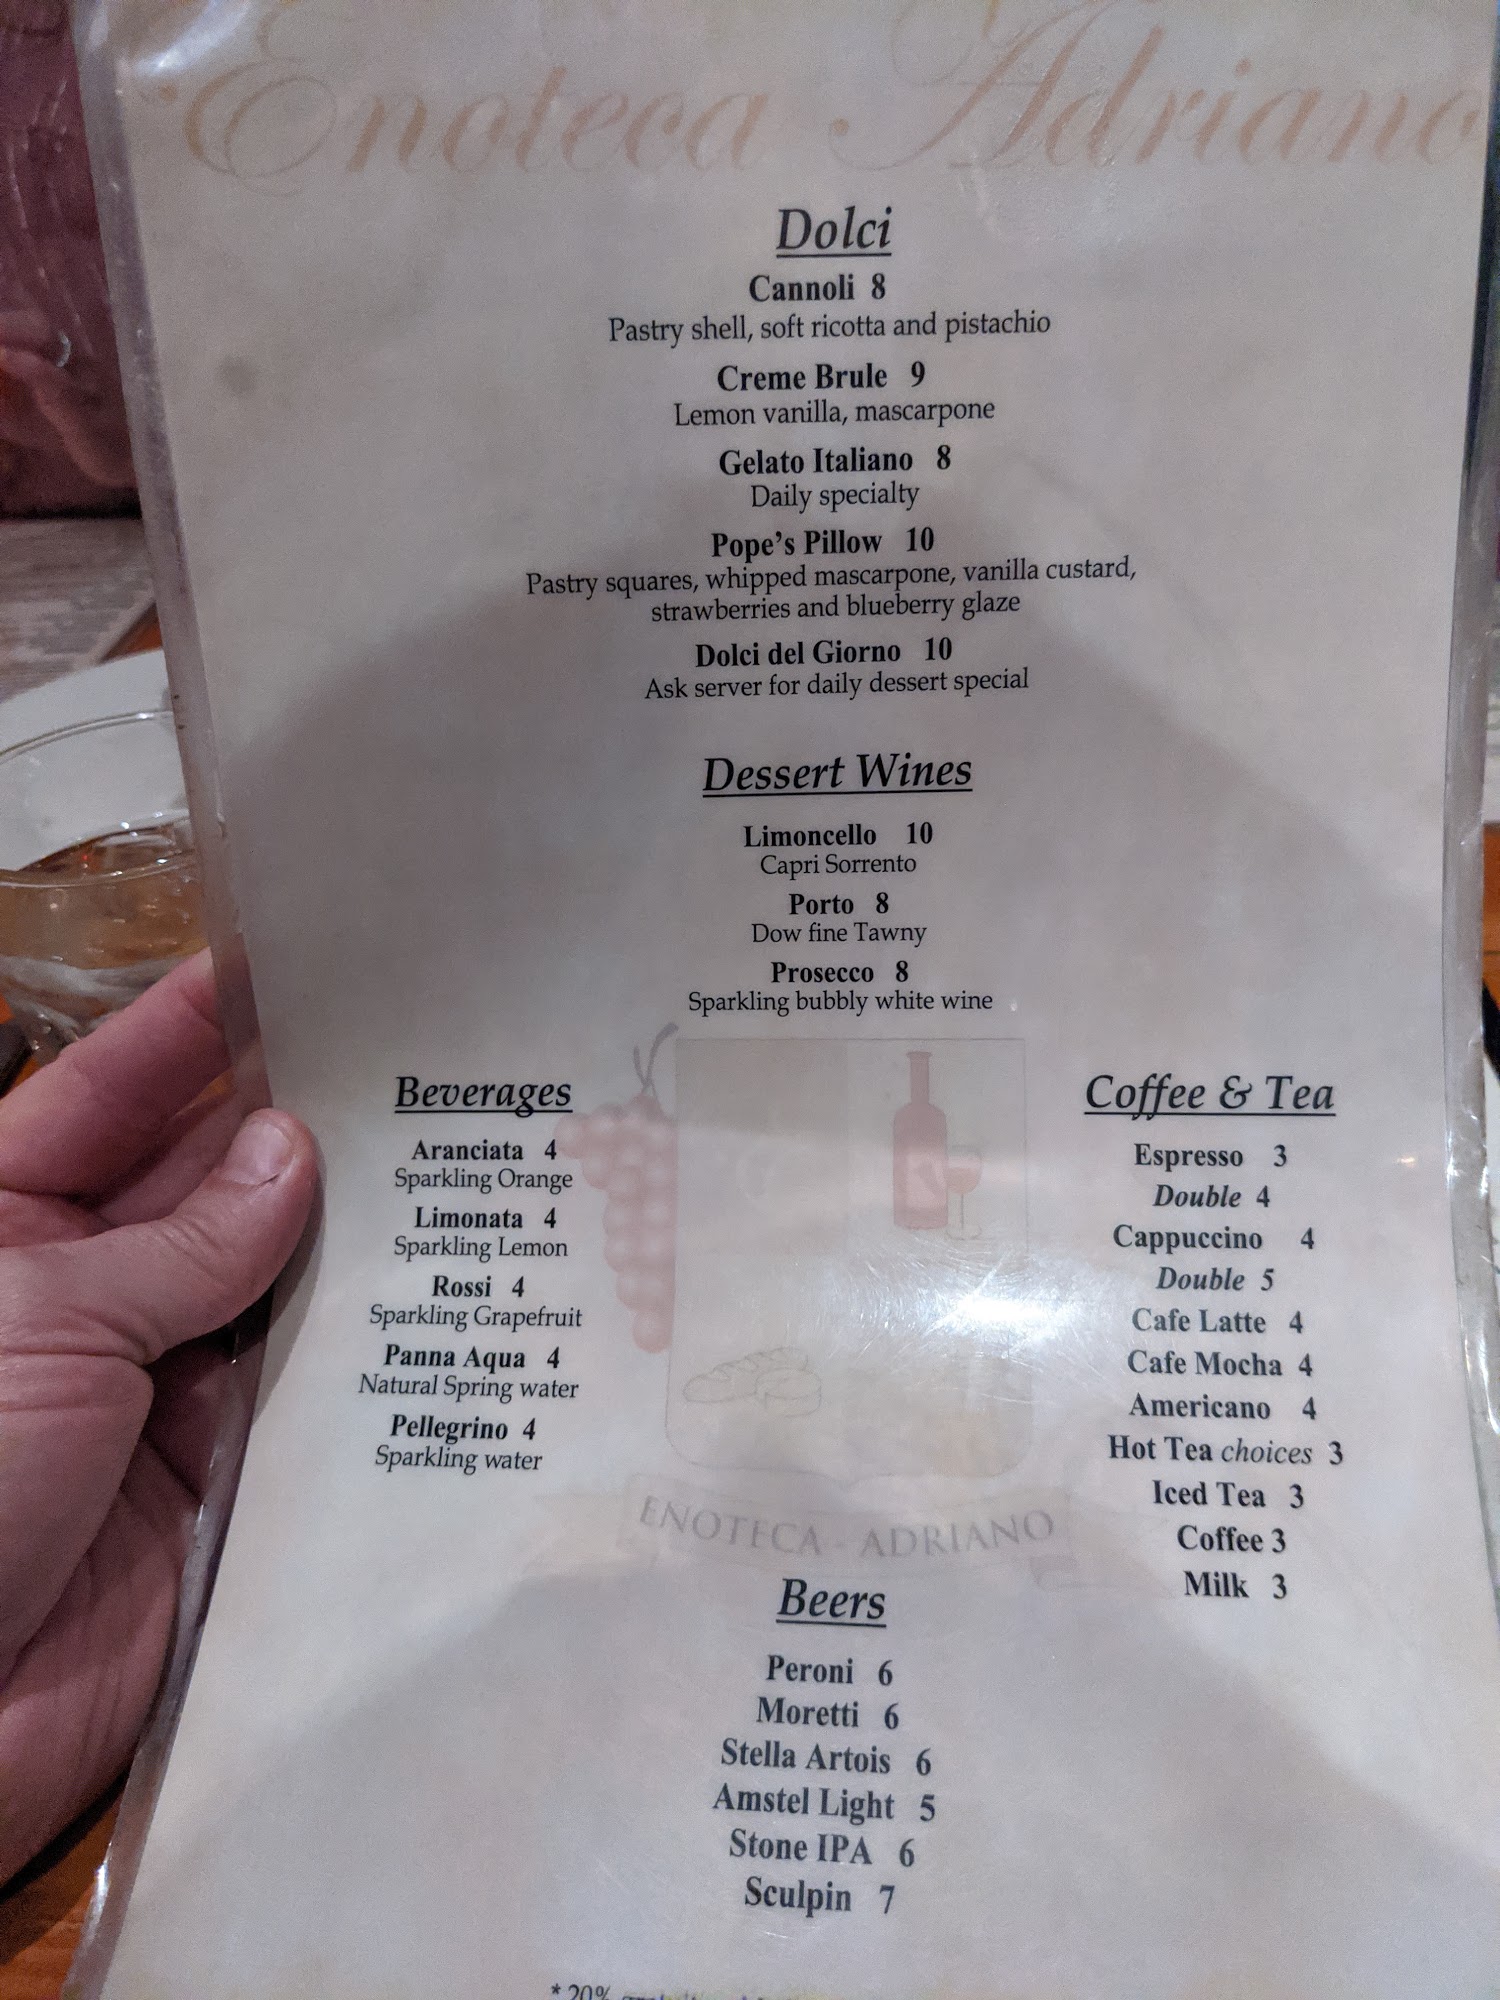 Enoteca Adriano
Dolci
Cannoli 8
Pastry shell, soft ricotta and pistachio
Creme Brule 9
Lemon vanilla, mascarpone
Gelato Italiano 8
Daily specialty
Pope's Pillow 10
Pastry squares, whipped mascarpone, vanilla custard,
strawberries and blueberry glaze
Dolci del Giorno 10
Ask server for daily dessert special
Dessert Wines
Limoncello 10
Capri Sorrento
Porto 8
Dow fine Tawny
Prosecco 8
Sparkling bubbly white wine
Beverages
Aranciata 4
Sparkling Orange
Limonata 4
Sparkling Lemon
Rossi 4
Sparkling Grapefruit
Panna Aqua 4
Natural Spring water
Pellegrino 4
Sparkling water
Coffee & Tea
Espresso 3
Double 4
Cappuccino 4
Double 5
Cafe Latte 4
Cafe Mocha 4
Americano 4
Hot Tea choices 3
Iced Tea 3
Coffee 3
Milk 3
ENOTECA - ADRIANO
Beers
Peroni 6
Moretti 6
Stella Artois 6
Amstel Light 5
Stone IPA 6
Sculpin 7
* 20%